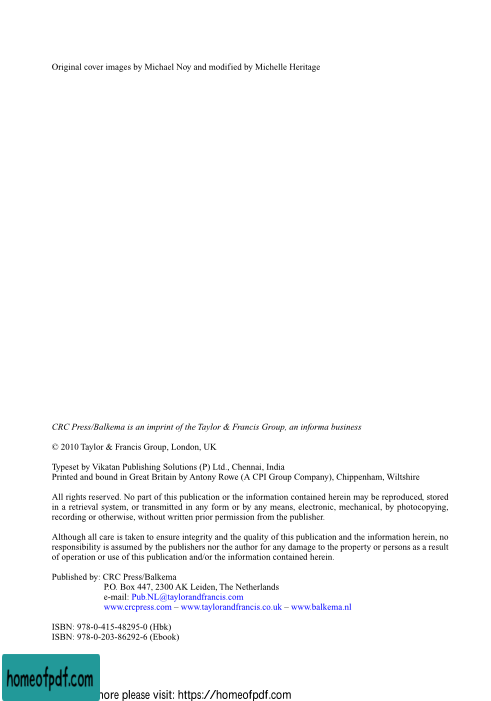 Original cover images by Michael Noy and modified by Michelle Heritage
CRC Press/Balkema is an imprint of the Taylor & Francis Group, an informa business
© 2010 Taylor & Francis Group, London, UK
Typeset by Vikatan Publishing Solutions (P) Ltd., Chennai, India
Printed and bound in Great Britain by Antony Rowe (A CPI Group Company), Chippenham, Wiltshire
All rights reserved. No part of this publication or the information contained herein may be reproduced, stored
in a retrieval system, or transmitted in any form or by any means, electronic, mechanical, by photocopying,
recording or otherwise, without written prior permission from the publisher.
Although all care is taken to ensure integrity and the quality of this publication and the information herein, no
responsibility is assumed by the publishers nor the author for any damage to the property or persons as a result
of operation or use of this publication and/or the information contained herein.
Published by: CRC Press/Balkema
P.O. Box 447, 2300 AK Leiden, The Netherlands
e-mail: Pub.NL@taylorandfrancis.com
www.crcpress.com – www.taylorandfrancis.co.uk – www.balkema.nl
ISBN: 978-0-415-48295-0 (Hbk)
ISBN: 978-0-203-86292-6 (Ebook)
homeofpdf.com
please visit: https://homeofpdf.com